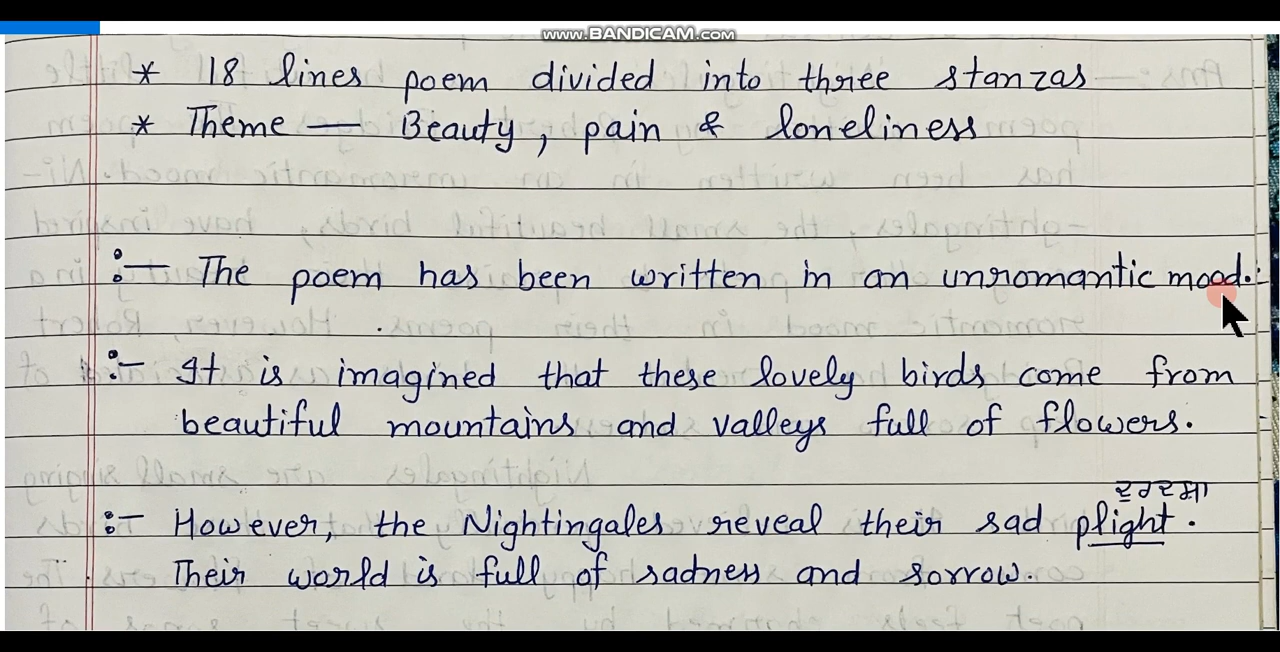 www.BANDICAM.com
* 18 lines poem divided into three stanzas
* Theme — Beauty, pain & loneliness
:- The poem has been written in an unromantic mood.
:- It is imagined that these lovely birds come from
beautiful mountains and valleys full of flowers.
:- However, the Nightingales reveal their sad plight.
Their world is full of sadness and sorrow.